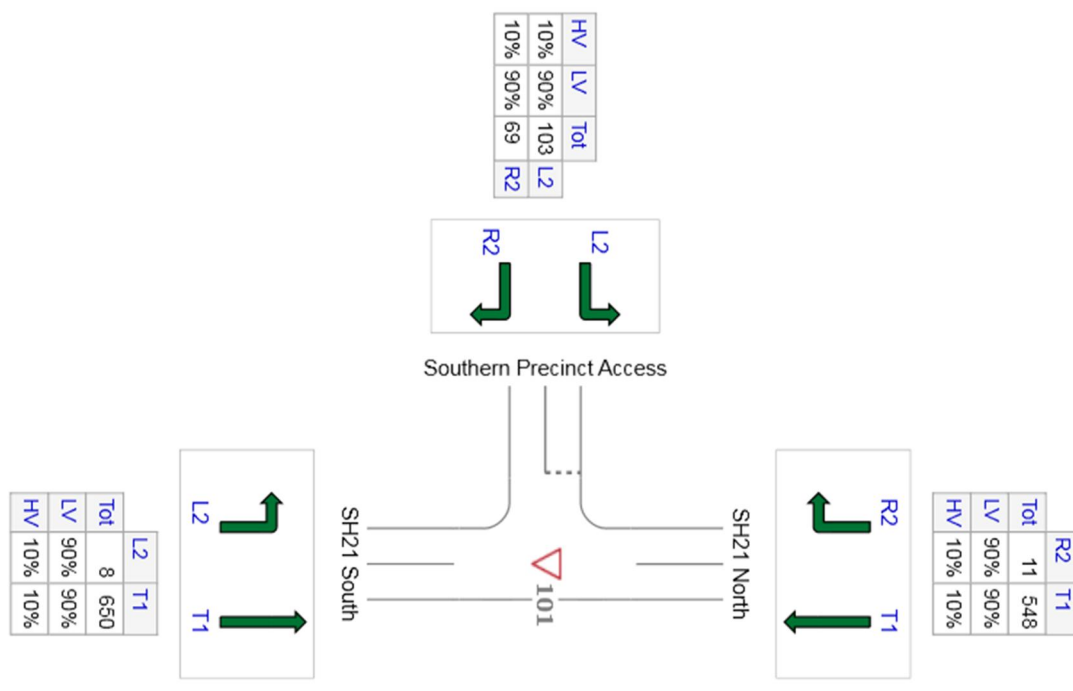 HV LV Tot
10% 90% 103 L2
10% 90% 69 R2
R2 L2
Southern Precinct Access
L2
T1
SH21 South
101
SH21 North
R2
T1
L2 T1
Tot 8 650
LV 90% 90%
HV 10% 10%
R2 T1
Tot 11 548
LV 90% 90%
HV 10% 10%